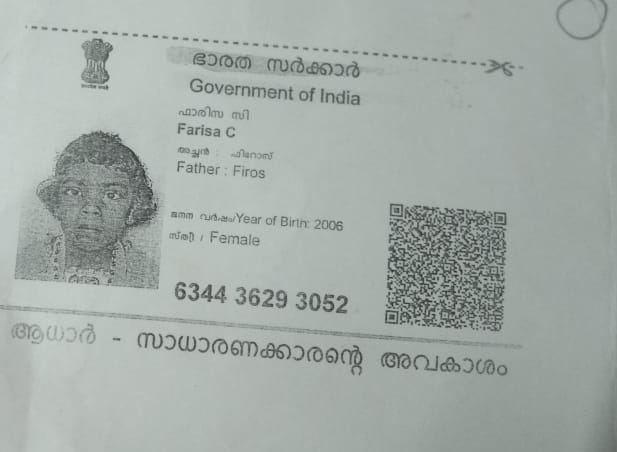 ഭാരത സർക്കാർ
Government of India
ഫാരിസ സി
Farisa C
അച്ഛൻ : ഫിറോസ്
Father : Firos
ജനന വർഷം/Year of Birth: 2006
സ്ത്രീ / Female
6344 3629 3052
ആധാർ - സാധാരണക്കാരന്റെ അവകാശം